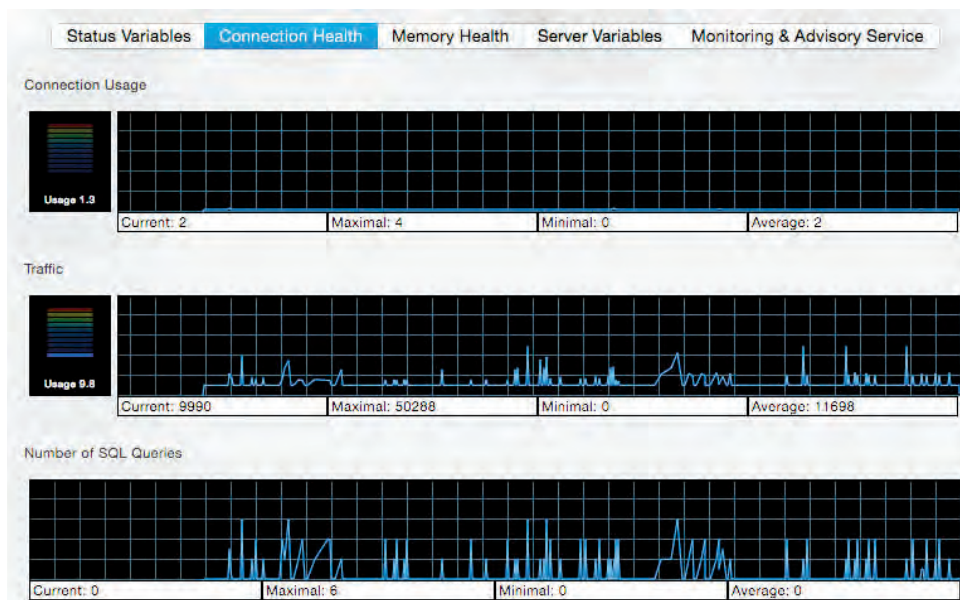 Status Variables Connection Health Memory Health Server Variables Monitoring & Advisory Service
Connection Usage
Usage 1.3
Current: 2 Maximal: 4 Minimal: 0 Average: 2
Traffic
Usage 9.8
Current: 9990 Maximal: 50288 Minimal: 0 Average: 11698
Number of SQL Queries
Current: 0 Maximal: 6 Minimal: 0 Average: 0